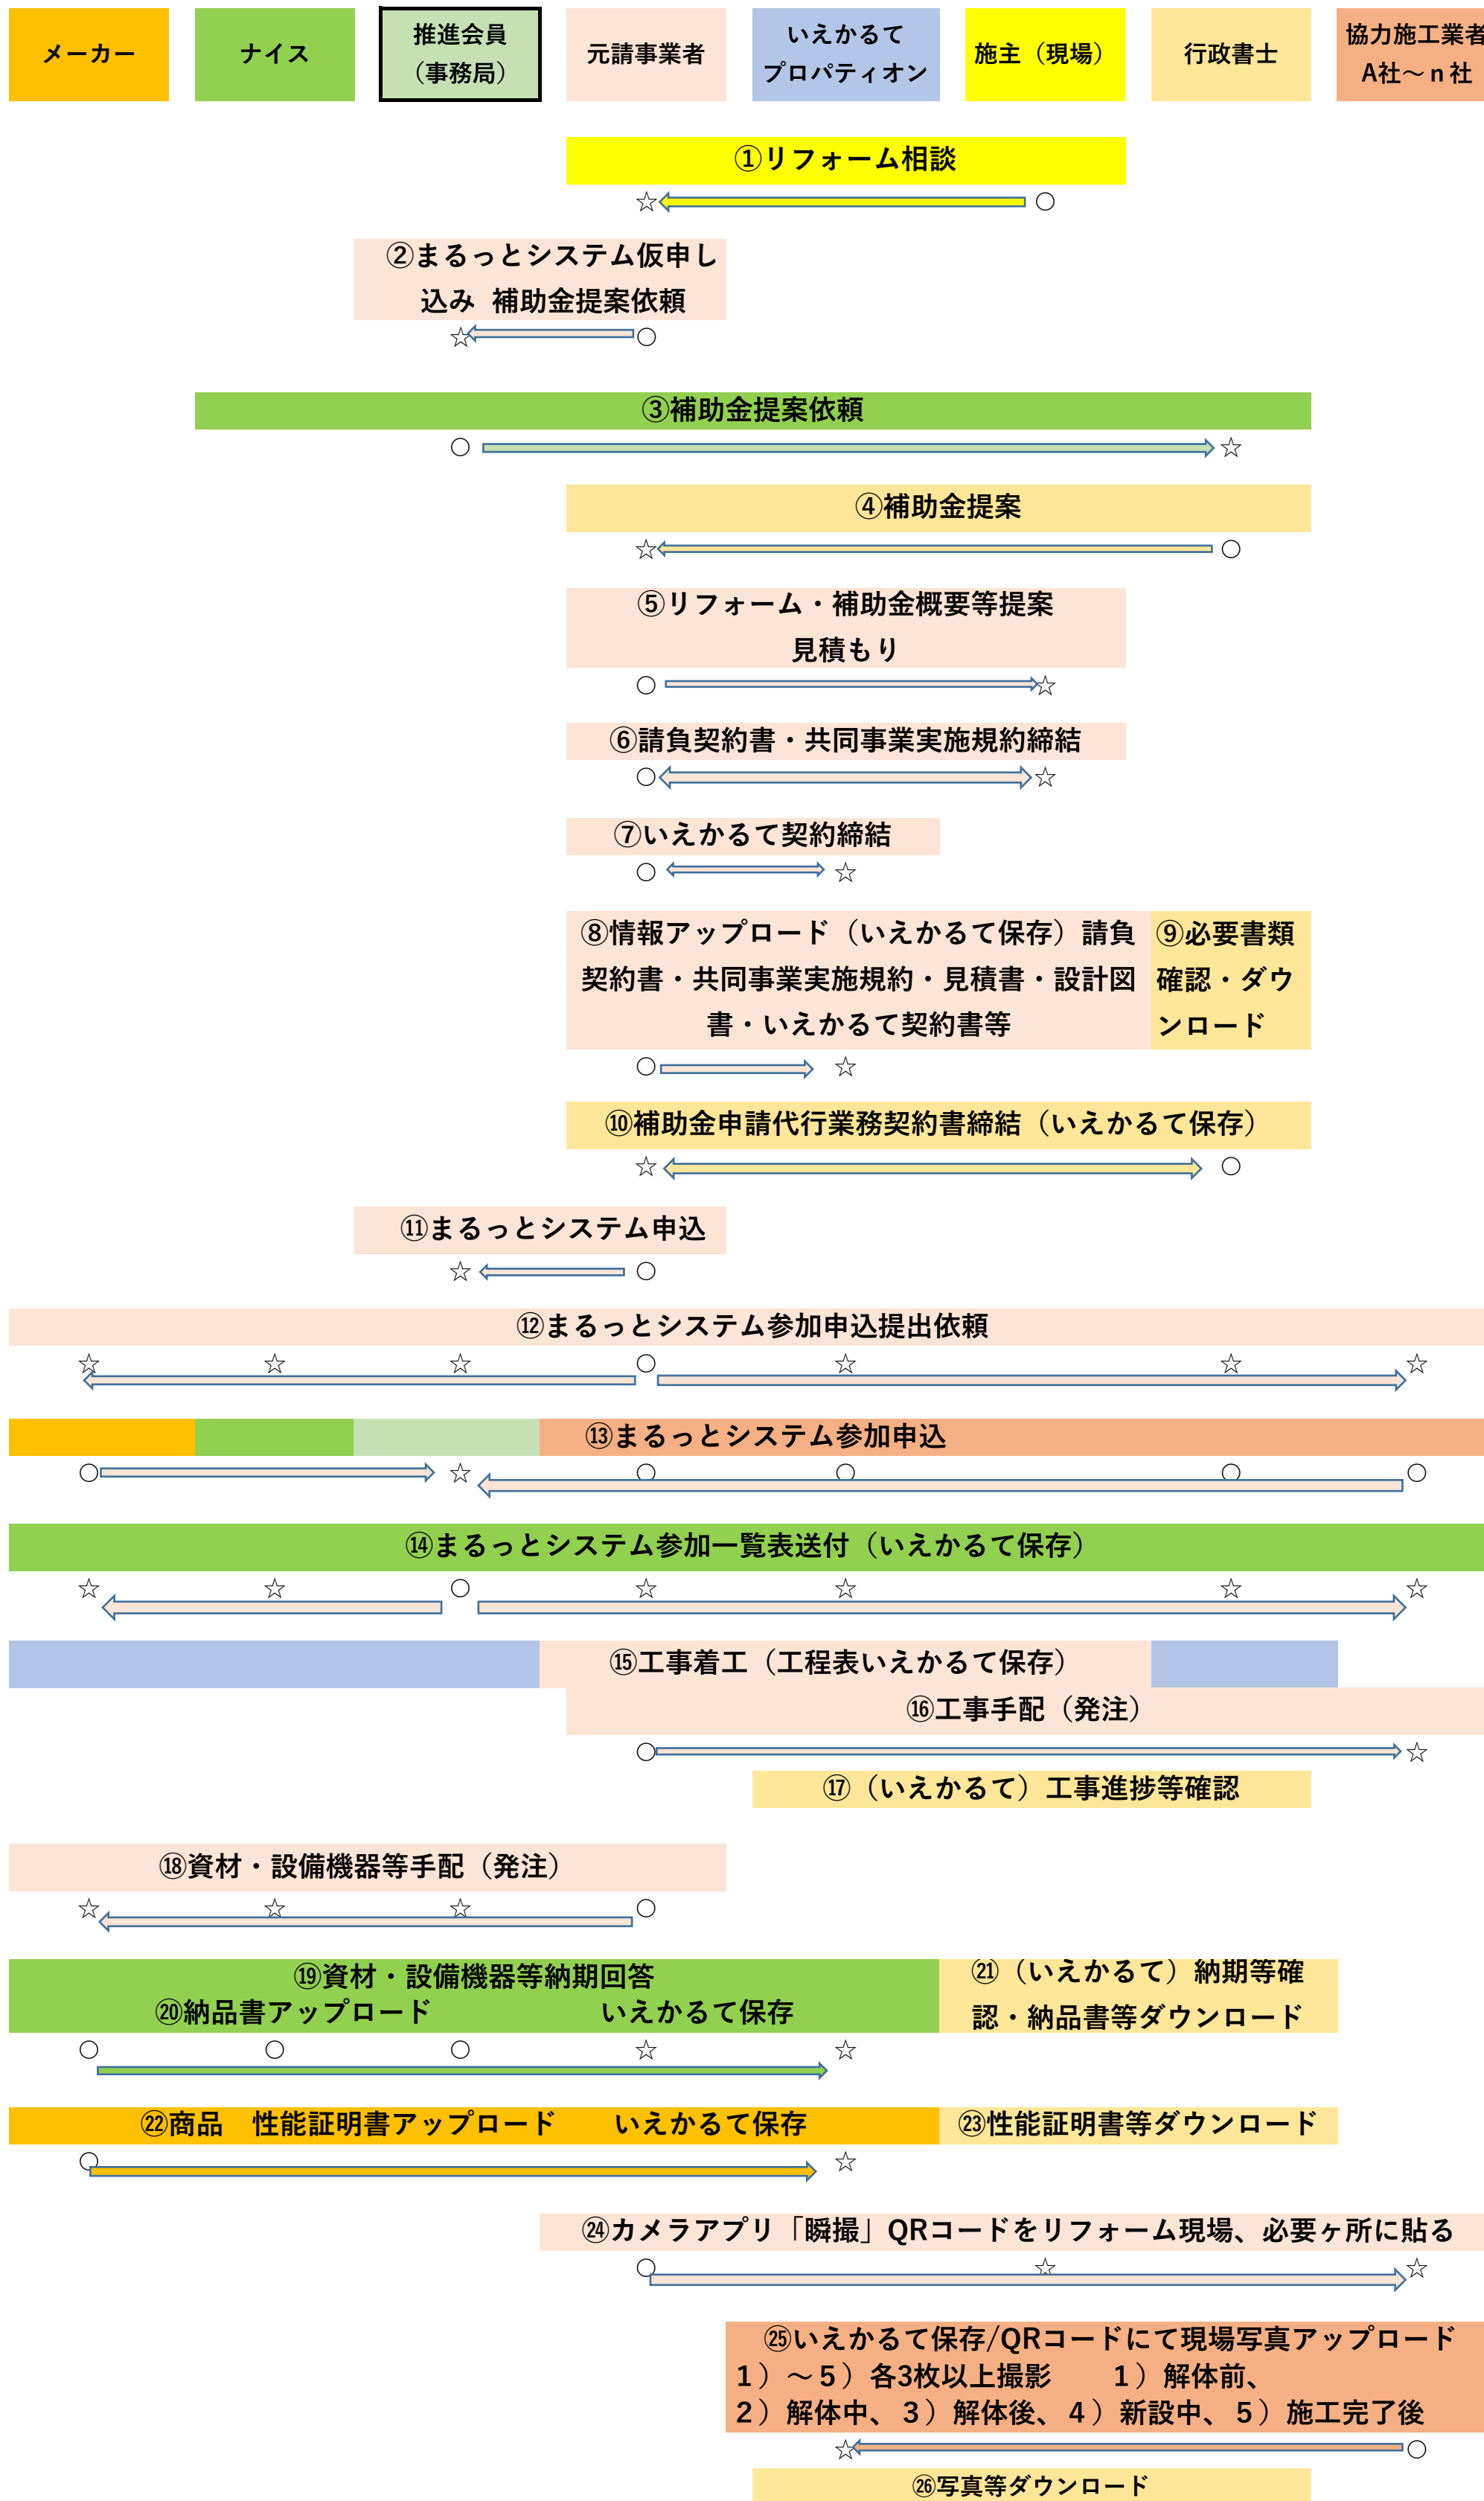 メーカー
ナイス
推進会員
（事務局）
元請事業者
いえかるて
プロパティオン
施主（現場）
行政書士
協力施工業者
A社～ｎ社
①リフォーム相談
☆ ○
②まるっとシステム仮申し
込み 補助金提案依頼
☆ ○
③補助金提案依頼
○ ☆
④補助金提案
☆ ○
⑤リフォーム・補助金概要等提案
見積もり
○ ☆
⑥請負契約書・共同事業実施規約締結
○ ☆
⑦いえかるて契約締結
○ ☆
⑧情報アップロード（いえかるて保存）請負
契約書・共同事業実施規約・見積書・設計図
書・いえかるて契約書等
⑨必要書類
確認・ダウ
ンロード
○ ☆
⑩補助金申請代行業務契約書締結（いえかるて保存）
☆ ○
⑪まるっとシステム申込
☆ ○
⑫まるっとシステム参加申込提出依頼
☆ ☆ ☆ ○ ☆ ☆ ☆
⑬まるっとシステム参加申込
○ ☆ ○ ○ ○ ○
⑭まるっとシステム参加一覧表送付（いえかるて保存）
☆ ☆ ○ ☆ ☆ ☆ ☆
⑮工事着工（工程表いえかるて保存）
⑯工事手配（発注）
○ ☆
⑰（いえかるて）工事進捗等確認
⑱資材・設備機器等手配（発注）
☆ ☆ ☆ ○
⑲資材・設備機器等納期回答
⑳納品書アップロード いえかるて保存
㉑（いえかるて）納期等確
認・納品書等ダウンロード
○ ○ ○ ☆ ☆
㉒商品　性能証明書アップロード　　いえかるて保存
㉓性能証明書等ダウンロード
○ ☆
㉔カメラアプリ「瞬撮」QRコードをリフォーム現場、必要ヶ所に貼る
○ ☆ ☆
㉕いえかるて保存/QRコードにて現場写真アップロード
１）～５）各3枚以上撮影　　１）解体前、
２）解体中、３）解体後、４）新設中、５）施工完了後
☆ ○
㉖写真等ダウンロード